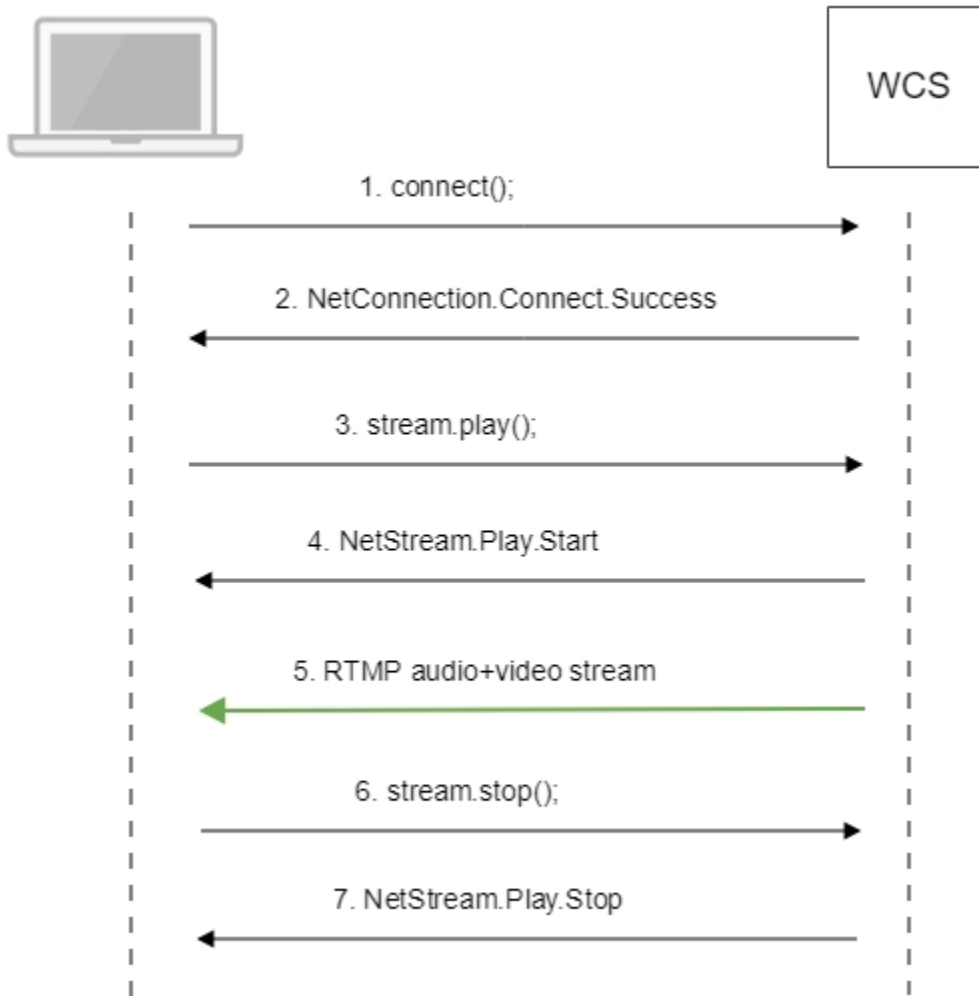 WCS
1. connect();
2. NetConnection.Connect.Success
3. stream.play();
4. NetStream.Play.Start
5. RTMP audio+video stream
6. stream.stop();
7. NetStream.Play.Stop